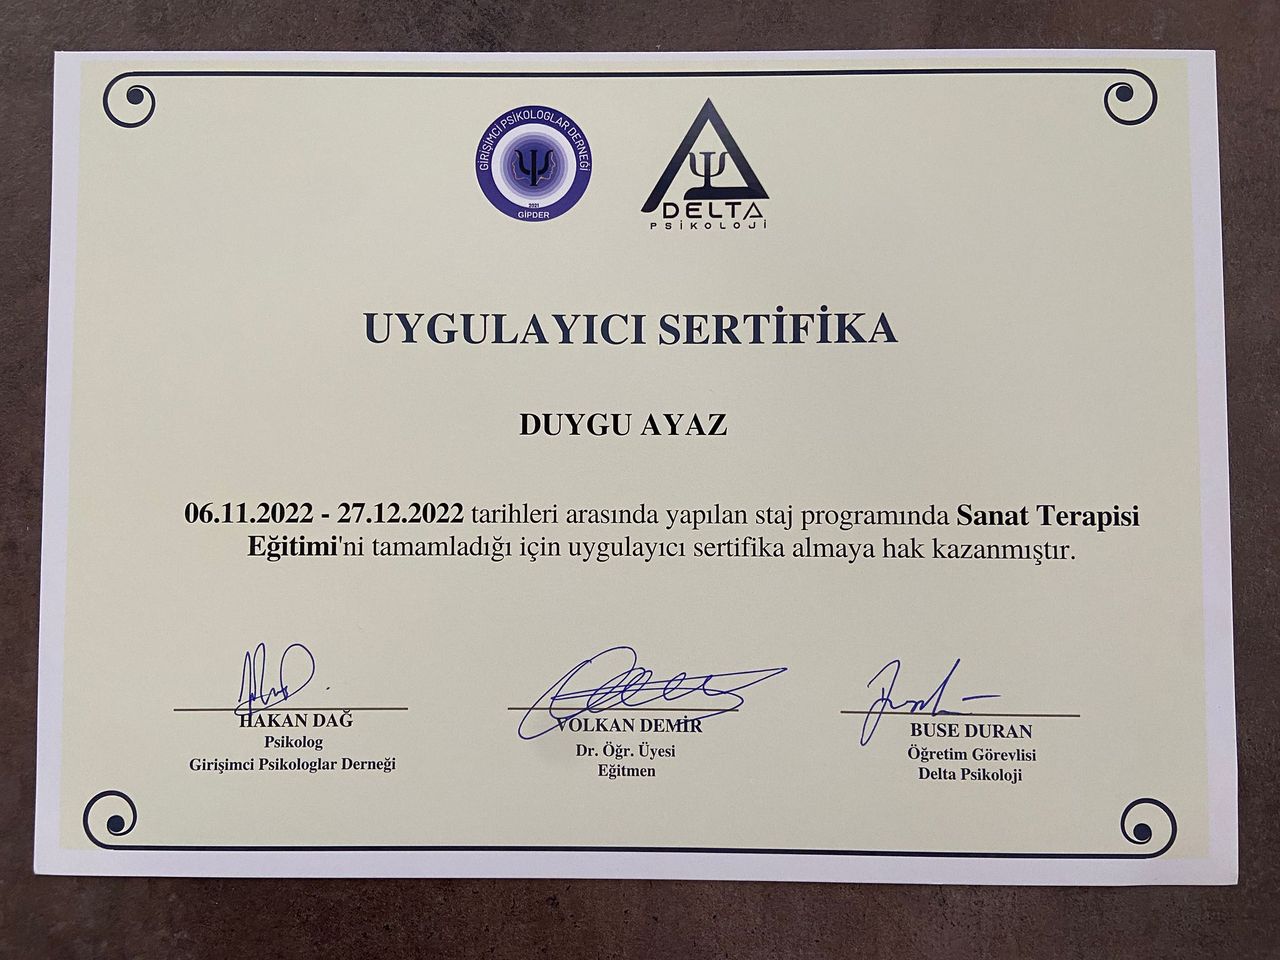 GİRİŞİMCİ PSİKOLOGLAR DERNEĞİ
2021
GİPDER
DELTA
PSİKOLOJİ
UYGULAYICI SERTİFİKA
DUYGU AYAZ
06.11.2022 - 27.12.2022 tarihleri arasında yapılan staj programında Sanat Terapisi
Eğitimi'ni tamamladığı için uygulayıcı sertifika almaya hak kazanmıştır.
HAKAN DAĞ
Psikolog
Girişimci Psikologlar Derneği
VOLKAN DEMİR
Dr. Öğr. Üyesi
Eğitmen
BUSE DURAN
Öğretim Görevlisi
Delta Psikoloji